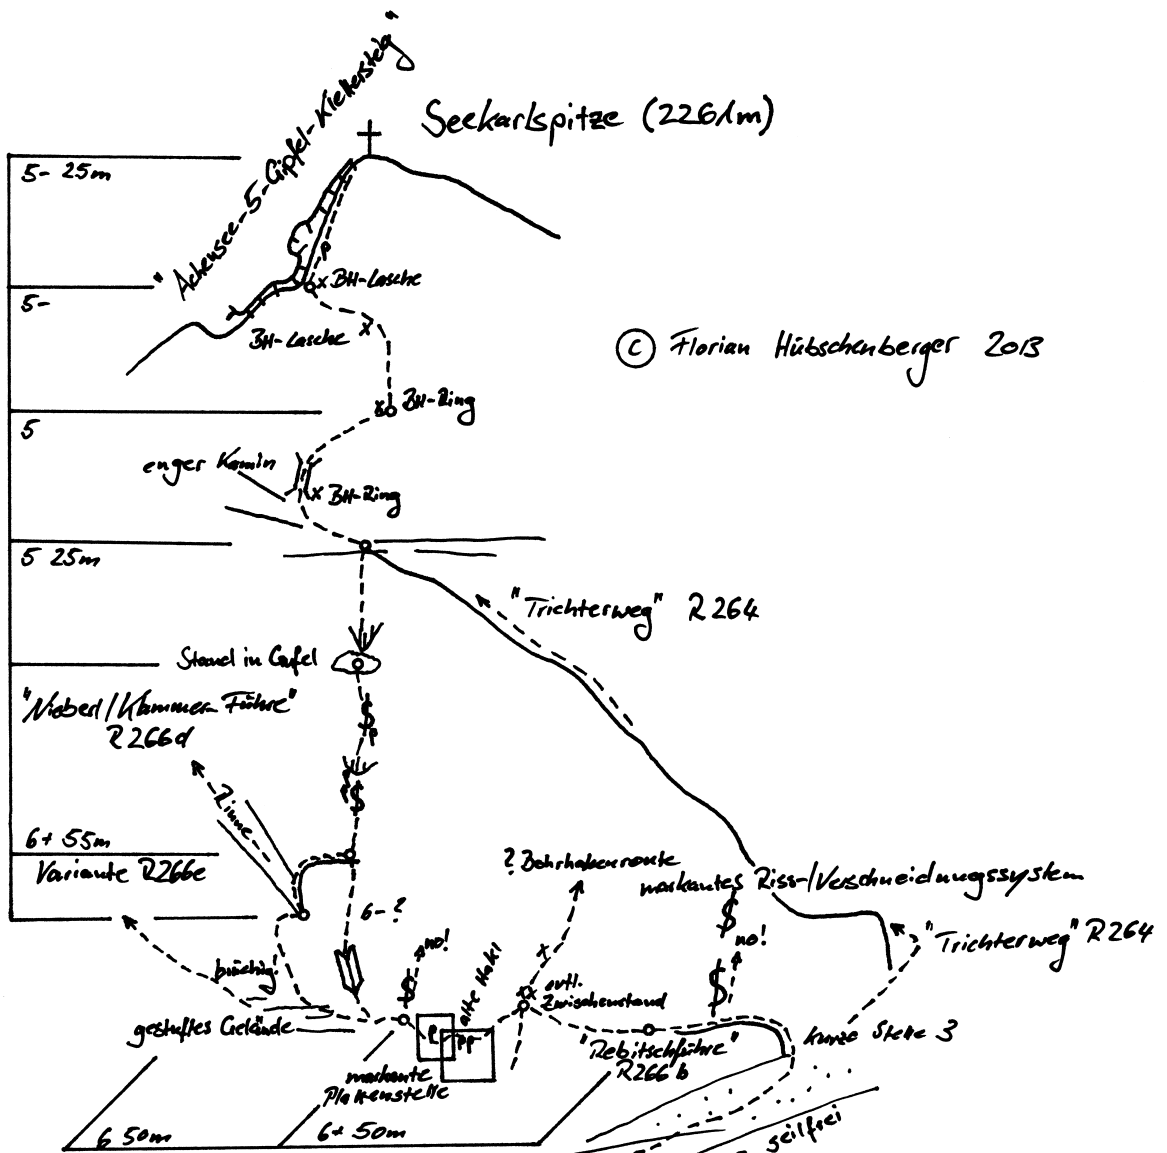 "Achensee-5-Gipfel-Klettersteig"
Seekarlspitze (2261m)
5- 25m
BH-Lasche
5-
BH-Lasche
© Florian Hübschenberger 2013
BH-Ring
5
enger Kamin
BH-Ring
5 25m
"Trichterweg" R 264
Stand in Gufel
"Nieberl/Klammer-Führe"
R 266d
P
P
Rinne
6+ 55m
Variante R266e
? Bohrhakenroute
markantes Riss-/Verschneidungssystem
6-?
no!
no!
"Trichterweg" R 264
brüchig!
alte Hakl
evtl.
Zwischenstand
gestuftes Gelände
P
PP
kurze Stelle 3
"Rebitschführe"
R266b
markante
Plattenstelle
6 50m
6+ 50m
seilfrei